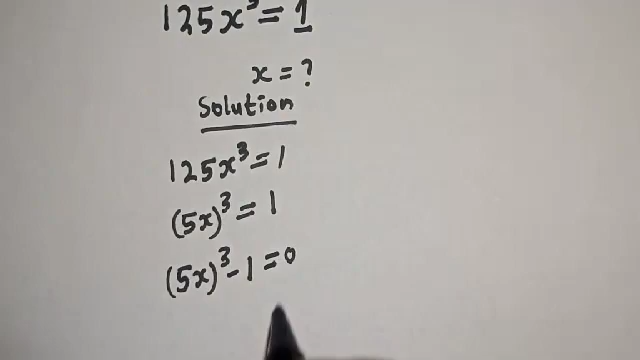 125x³ = 1
x = ?
Solution
125x³ = 1
(5x)³ = 1
(5x)³ - 1 = 0